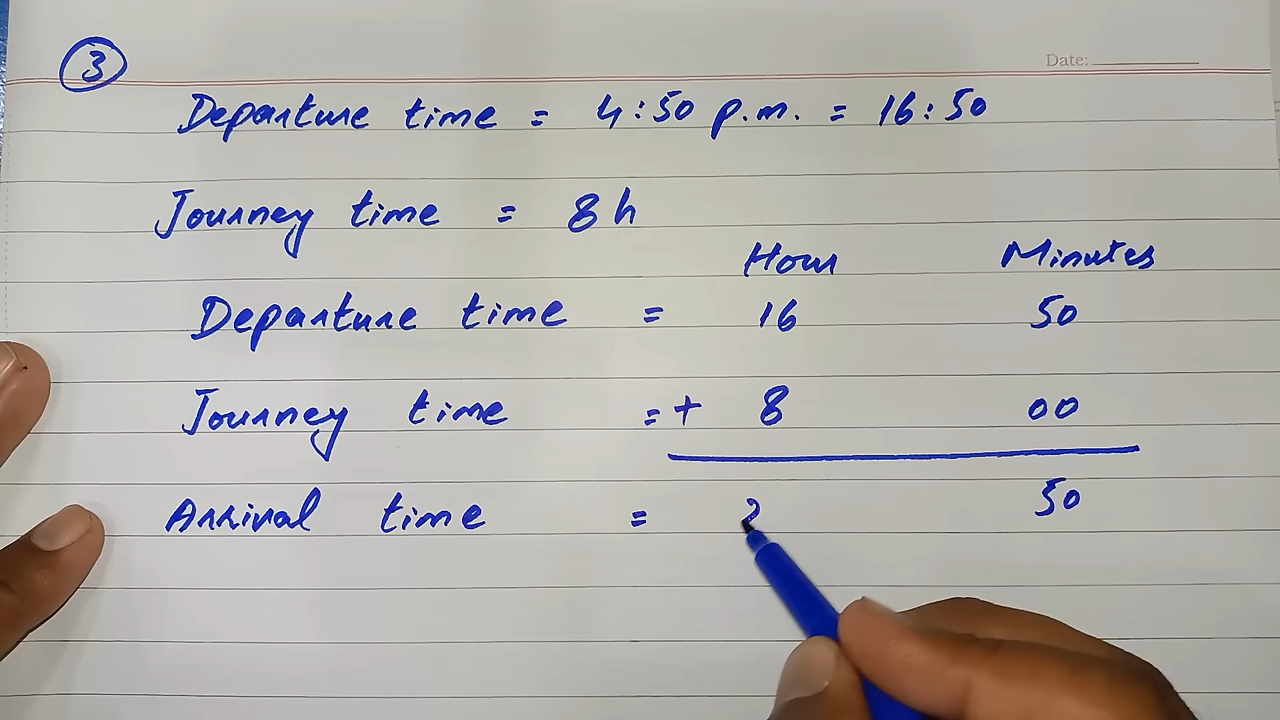 3
Date:
Departure time = 4:50 p.m. = 16:50
Journey time = 8h
Hour Minutes
Departure time = 16 50
Journey time = + 8 00
Arrival time = 2 50